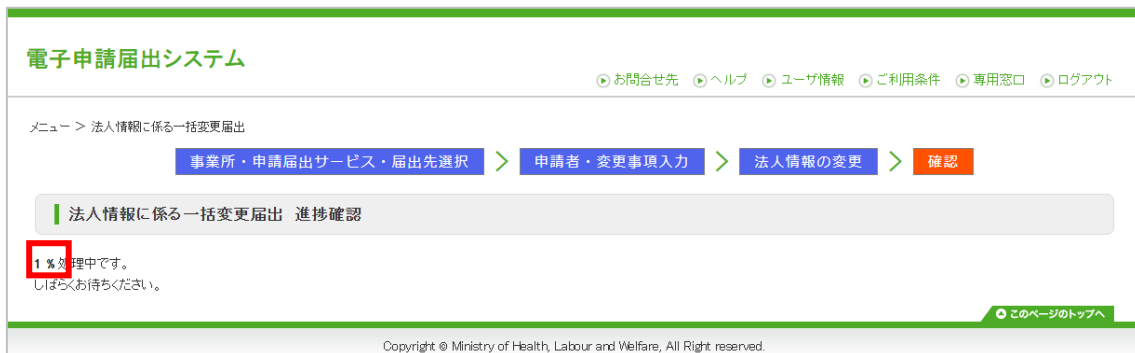 電子申請届出システム
お問合せ先 ヘルプ ユーザ情報 ご利用条件 専用窓口 ログアウト
メニュー > 法人情報に係る一括変更届出
事業所・申請届出サービス・届出先選択 > 申請者・変更事項入力 > 法人情報の変更 > 確認
法人情報に係る一括変更届出 進捗確認
1 %処理中です。
しばらくお待ちください。
このページのトップへ
Copyright © Ministry of Health, Labour and Welfare, All Right reserved.